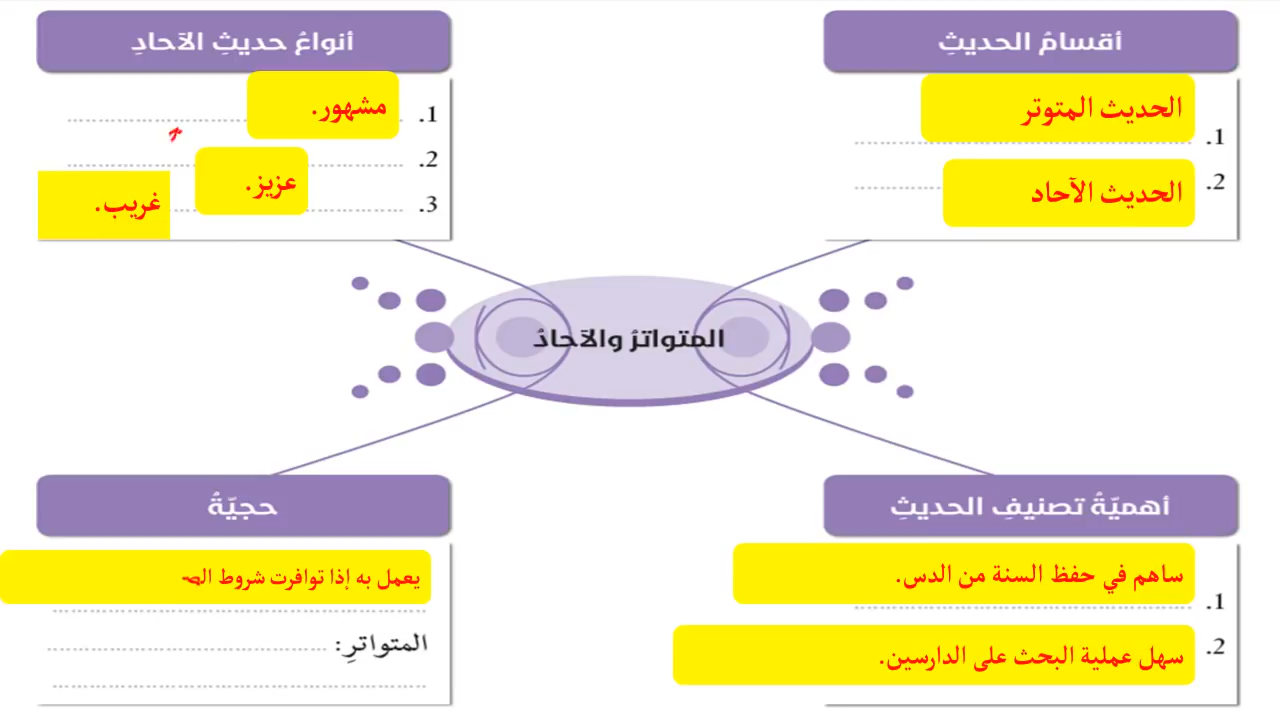 أقسامُ الحديثِ
1. الحديث المتوتر
2. الحديث الآحاد
أنواعُ حديثِ الآحادِ
1. مشهور.
2. عزيز.
3. غريب.
المتواترُ والآحادُ
أهميّةُ تصنيفِ الحديثِ
1. ساهم في حفظ السنة من الدس.
2. سهل عملية البحث على الدارسين.
حجيّةُ
يعمل به إذا توافرت شروط
المتواترِ: